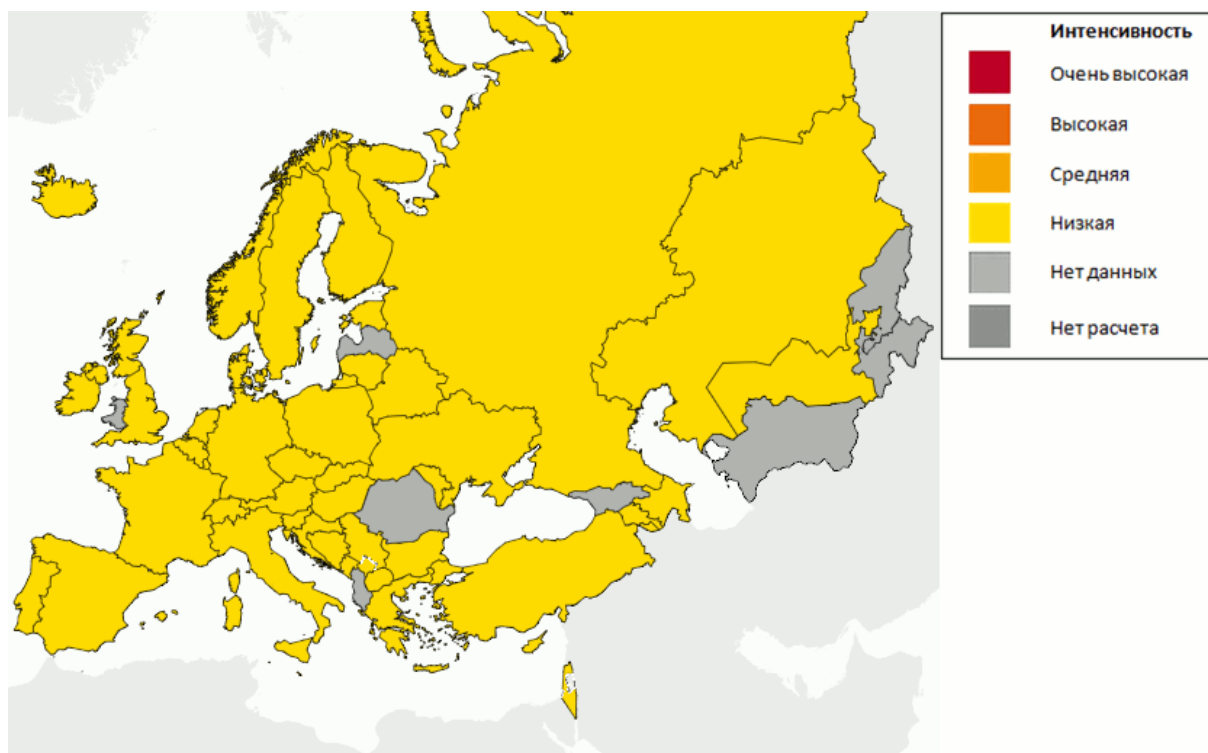 Интенсивность
Очень высокая
Высокая
Средняя
Низкая
Нет данных
Нет расчета